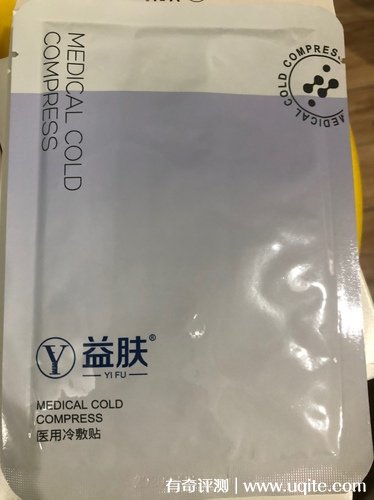 MEDICAL COLD
COMPRESS
MEDICAL COLD COMPRESS
Y 益肤®
YI FU
MEDICAL COLD
COMPRESS
医用冷敷贴
有奇评测 | www.uqite.com